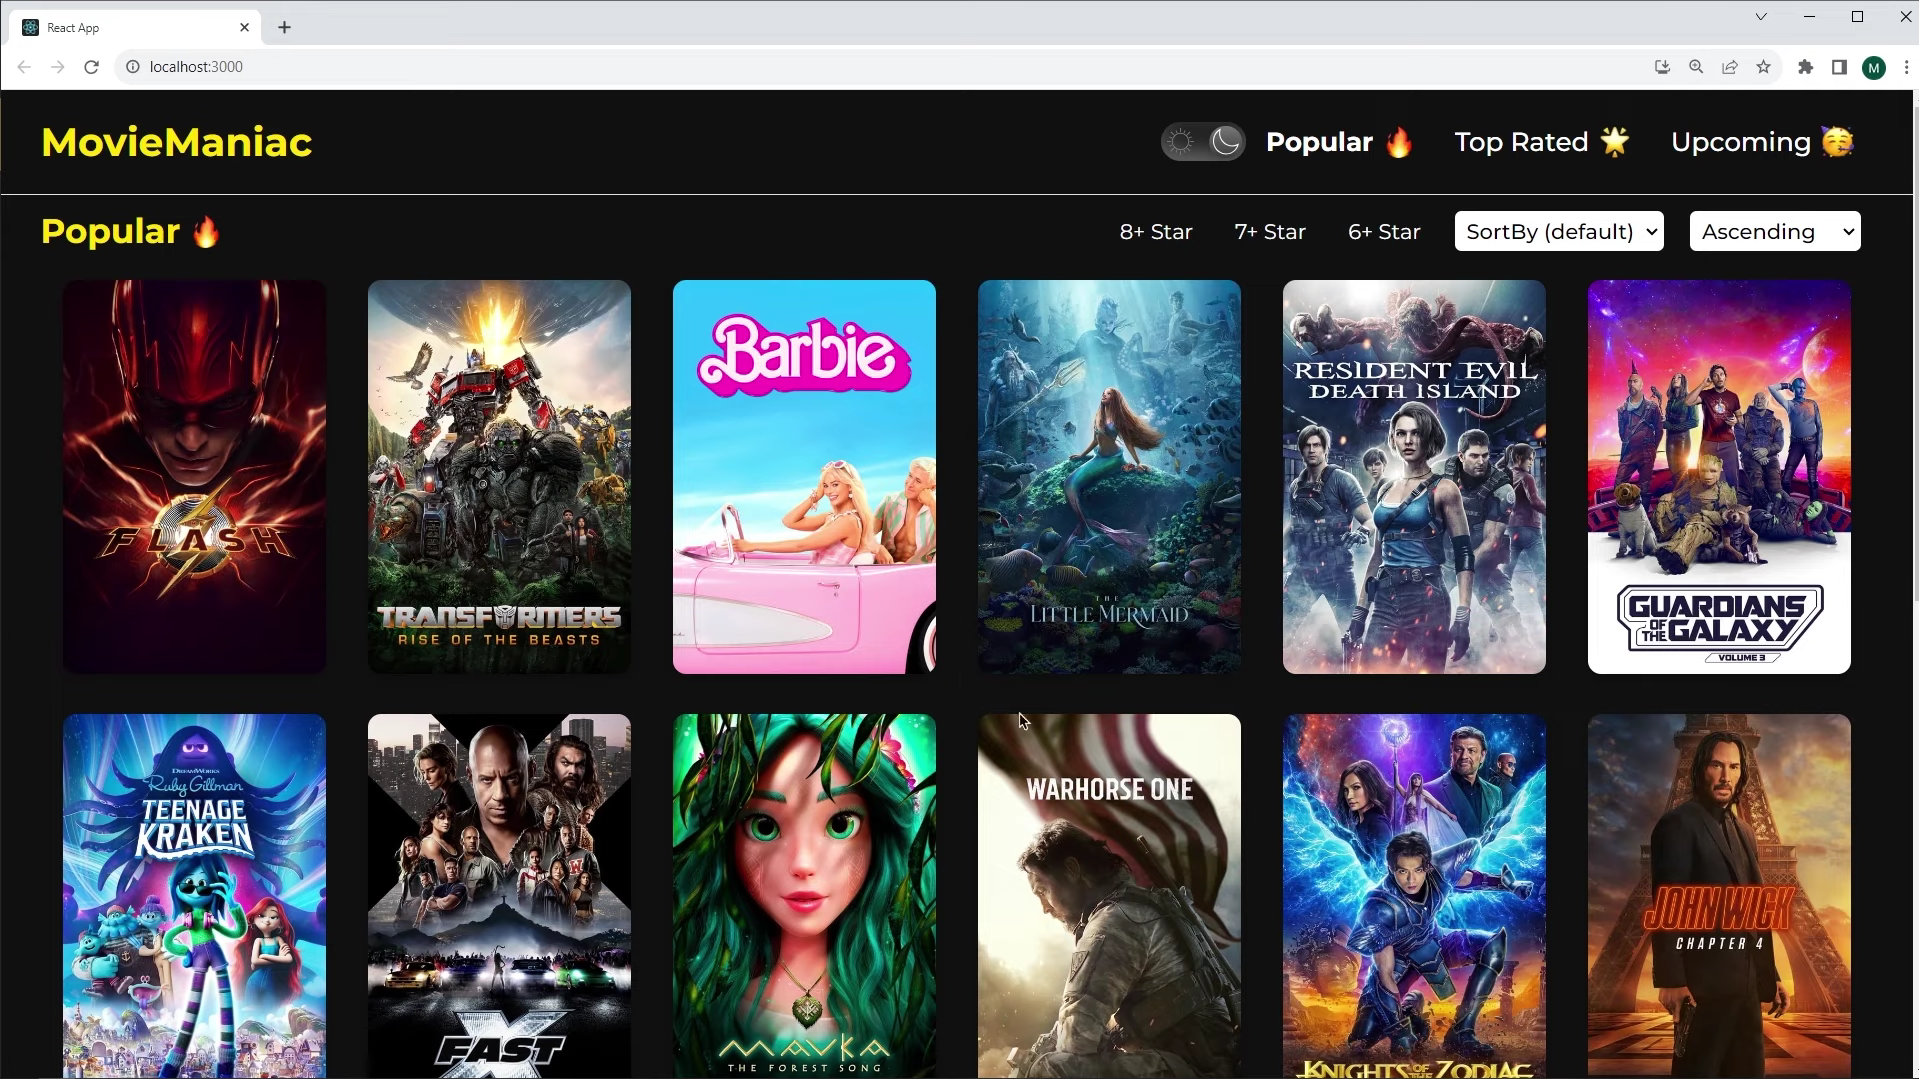 React App
localhost:3000
M
MovieManiac
Popular 🔥
Top Rated 🌟
Upcoming 🥳
Popular 🔥
8+ Star
7+ Star
6+ Star
SortBy (default)
Ascending
FLASH
TRANSFORMERS
RISE OF THE BEASTS
Barbie
THE
LITTLE MERMAID
RESIDENT EVIL
DEATH ISLAND
GUARDIANS
OF THE GALAXY
VOLUME 3
DREAMWORKS
Ruby Gillman
TEENAGE
KRAKEN
FAST X
MAVKA
THE FOREST SONG
WARHORSE ONE
KNIGHTS OF THE ZODIAC
JOHN WICK
CHAPTER 4